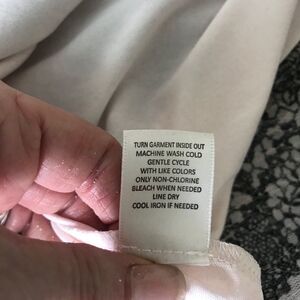 TURN GARMENT INSIDE OUT
MACHINE WASH COLD
GENTLE CYCLE
WITH LIKE COLORS
ONLY NON-CHLORINE
BLEACH WHEN NEEDED
LINE DRY
COOL IRON IF NEEDED